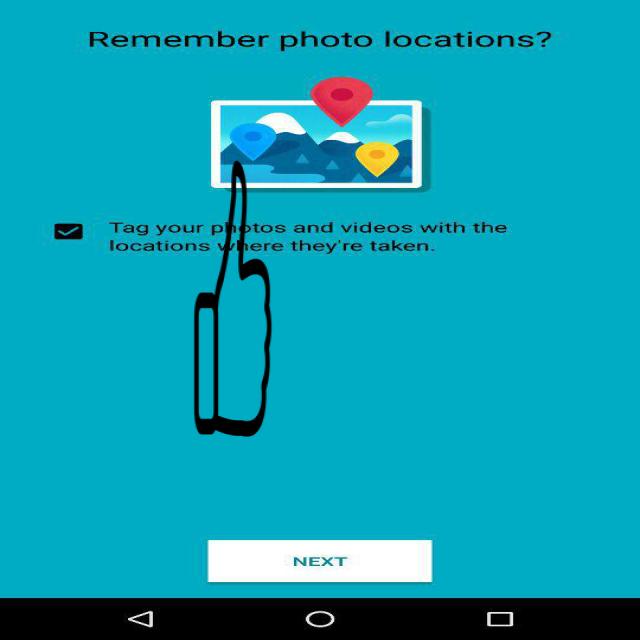 Remember photo locations?
Tag your photos and videos with the
locations where they're taken.
NEXT